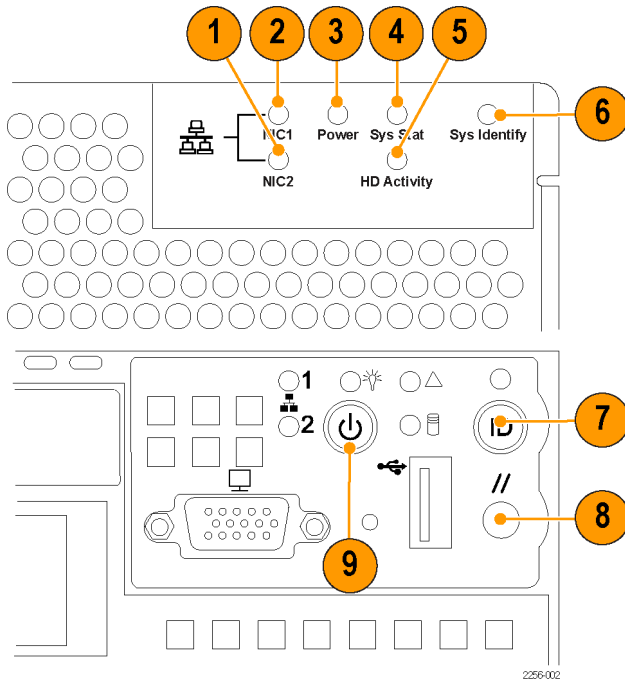 1 2 3 4 5
6
NIC1 Power Sys Stat Sys Identify
NIC2 HD Activity
1
2
ID
7
//
8
9
2256-002